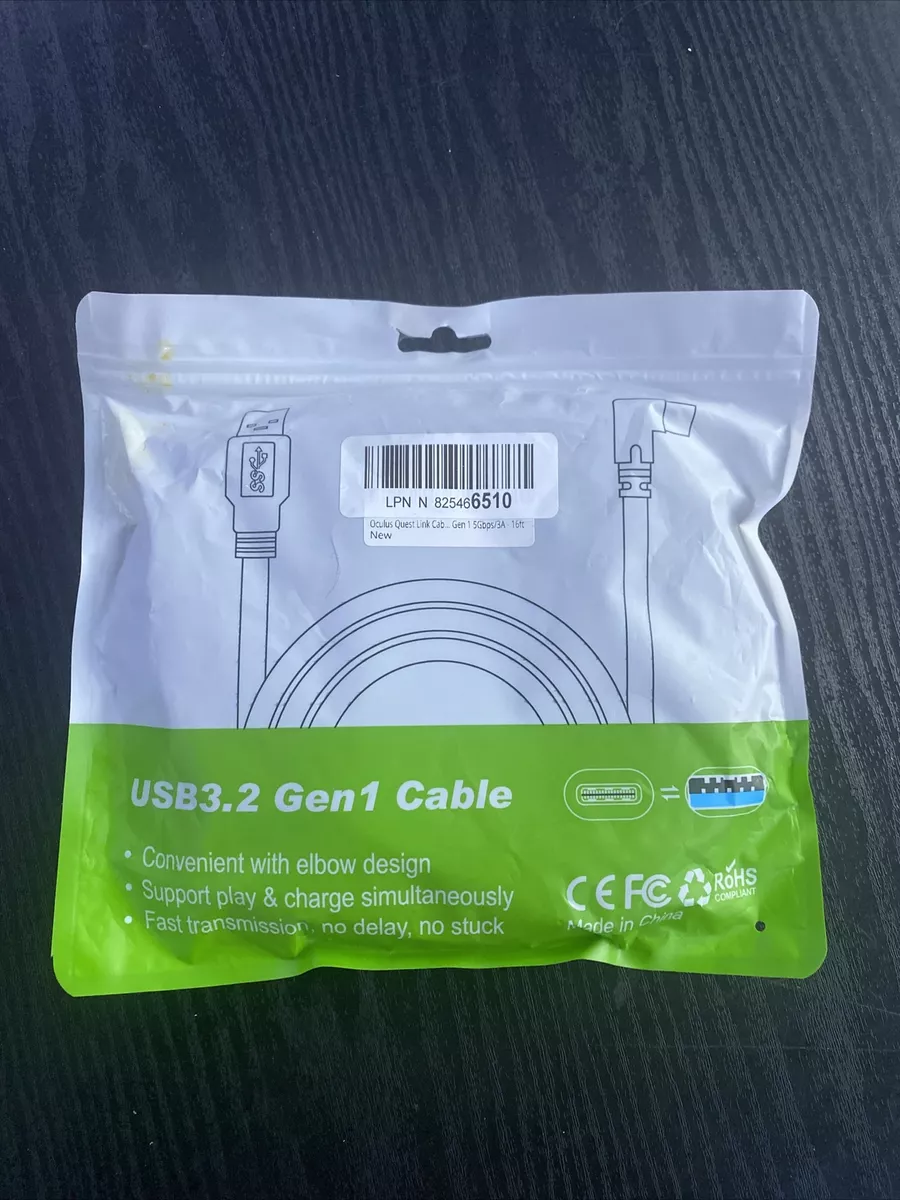 LPN N 825466510
Oculus Quest Link Cab... Gen 1 5Gbps/3A - 16ft
New
USB3.2 Gen1 Cable
• Convenient with elbow design
• Support play & charge simultaneously
• Fast transmission, no delay, no stuck
CE FC RoHS
COMPLIANT
Made in China